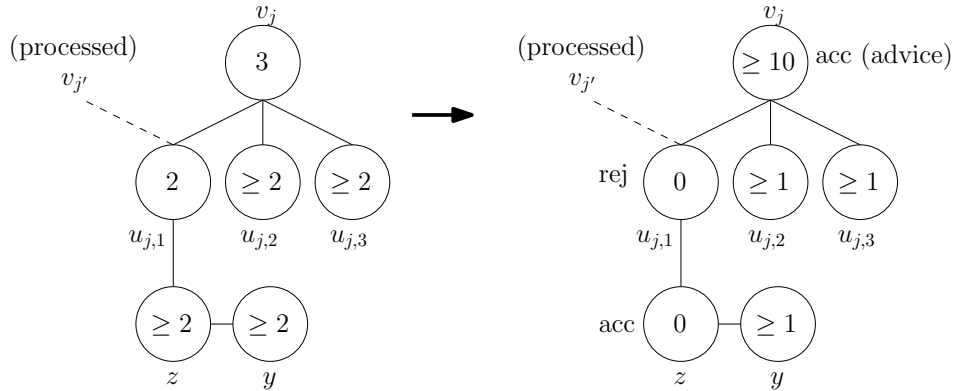 v_j v_j
(processed) (processed)
3 ≥ 10 acc (advice)
v_{j'} v_{j'}
2 ≥ 2 ≥ 2 rej 0 ≥ 1 ≥ 1
u_{j,1} u_{j,2} u_{j,3} u_{j,1} u_{j,2} u_{j,3}
≥ 2 ≥ 2 acc 0 ≥ 1
z y z y